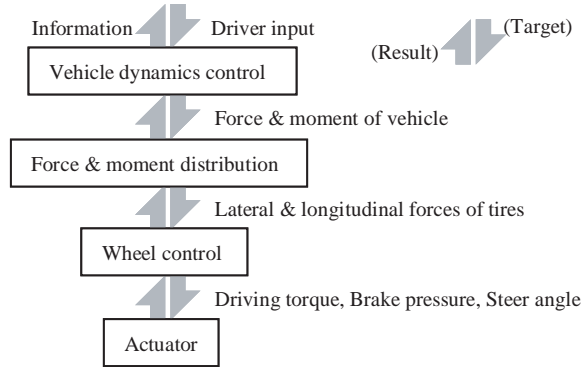 Information
Driver input
(Result)
(Target)
Vehicle dynamics control
Force & moment of vehicle
Force & moment distribution
Lateral & longitudinal forces of tires
Wheel control
Driving torque, Brake pressure, Steer angle
Actuator